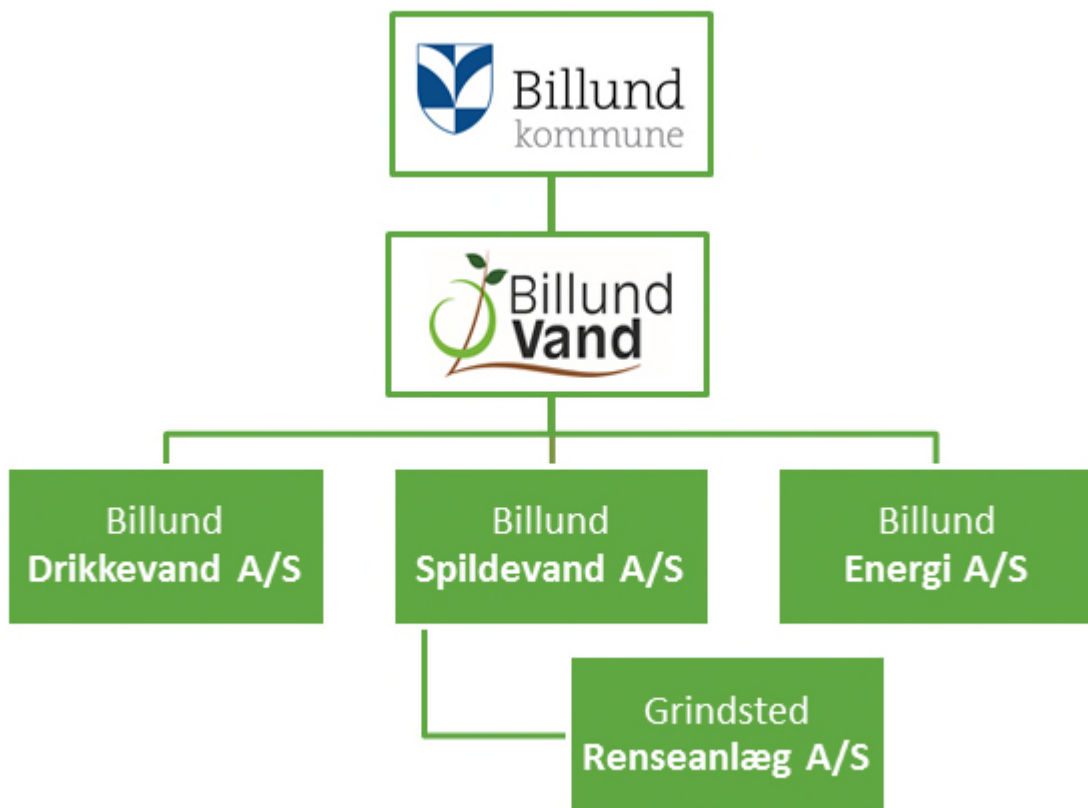 Billund
kommune
Billund
Vand
Billund
Drikkevand A/S
Billund
Spildevand A/S
Billund
Energi A/S
Grindsted
Renseanlæg A/S